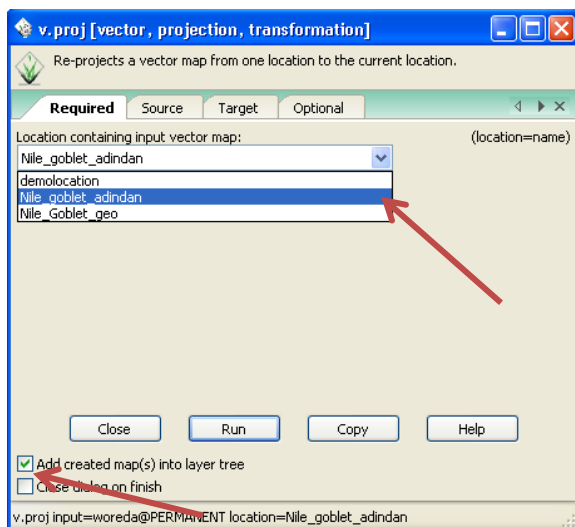 v.proj [vector, projection, transformation]
Re-projects a vector map from one location to the current location.
Required Source Target Optional
Location containing input vector map: (location=name)
Nile_goblet_adindan
demolocation
Nile_goblet_adindan
Nile_Goblet_geo
Close Run Copy Help
Add created map(s) into layer tree
Close dialog on finish
v.proj input=woreda@PERMANENT location=Nile_goblet_adindan